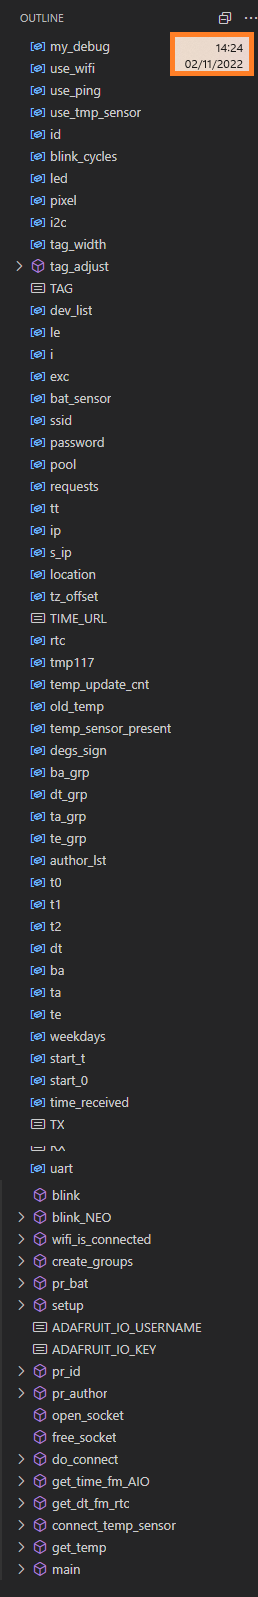 OUTLINE
14:24
02/11/2022
my_debug
use_wifi
use_ping
use_tmp_sensor
id
blink_cycles
led
pixel
i2c
tag_width
tag_adjust
TAG
dev_list
le
i
exc
bat_sensor
ssid
password
pool
requests
tt
ip
s_ip
location
tz_offset
TIME_URL
rtc
tmp117
temp_update_cnt
old_temp
temp_sensor_present
degs_sign
ba_grp
dt_grp
ta_grp
te_grp
author_lst
t0
t1
t2
dt
ba
ta
te
weekdays
start_t
start_0
time_received
TX
RX
uart
blink
blink_NEO
wifi_is_connected
create_groups
pr_bat
setup
ADAFRUIT_IO_USERNAME
ADAFRUIT_IO_KEY
pr_id
pr_author
open_socket
free_socket
do_connect
get_time_fm_AIO
get_dt_fm_rtc
connect_temp_sensor
get_temp
main